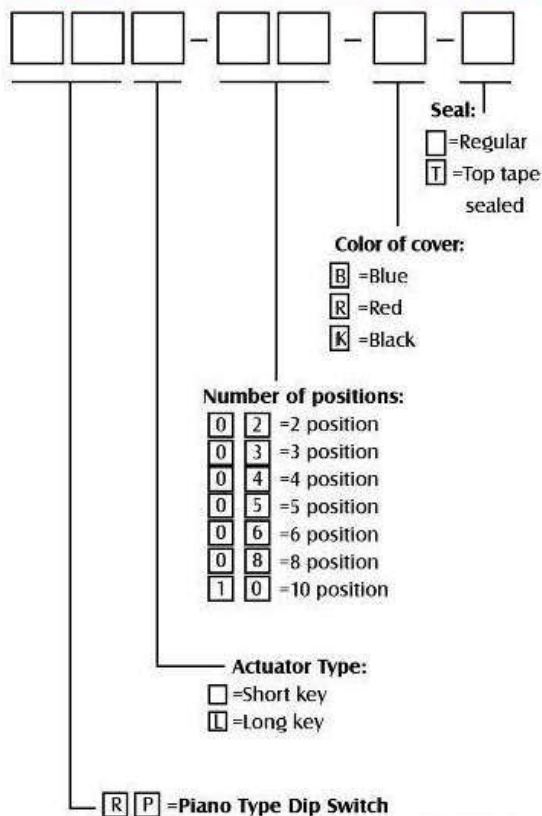 Seal:
=Regular
T =Top tape
sealed
Color of cover:
B =Blue
R =Red
K =Black
Number of positions:
0 2 =2 position
0 3 =3 position
0 4 =4 position
0 5 =5 position
0 6 =6 position
0 8 =8 position
1 0 =10 position
Actuator Type:
=Short key
L =Long key
R P =Piano Type Dip Switch